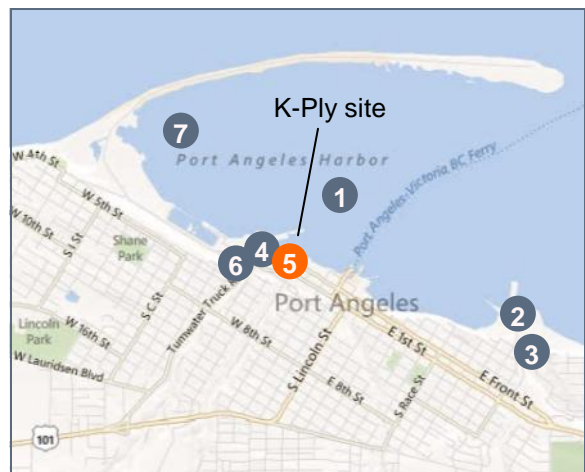 K-Ply site
7
Port Angeles Harbor
1
Port Angeles-Victoria BC Ferry
W 4th St
W 5th St
W 10th St
S I St
Shane
Park
S C St
4
6
5
Port Angeles
2
3
Tumwater Truck R
Lincoln
Park
W 16th St
W 8th St
W Lauridsen Blvd
S Lincoln St
E 1st St
E 8th St
S Race St
E Front St
101